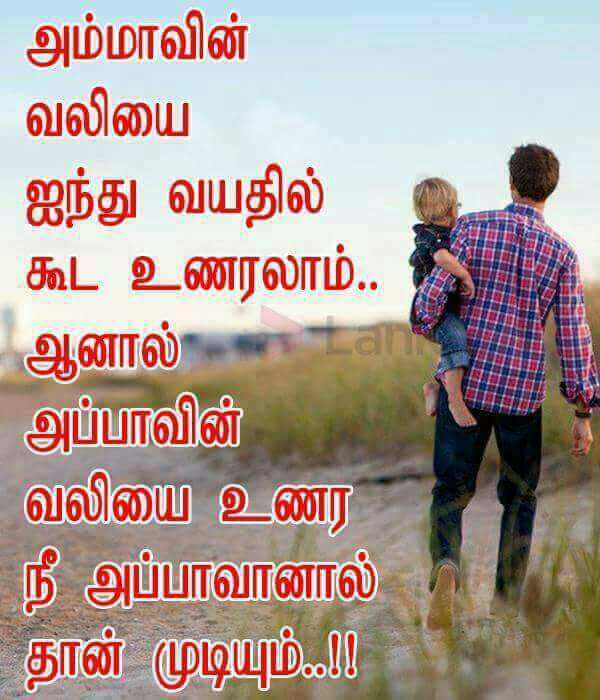 அம்மாவின்
வலியை
ஐந்து வயதில்
கூட உணரலாம்..
ஆனால்
அப்பாவின்
வலியை உணர
நீ அப்பாவானால்
தான் முடியும்..!!